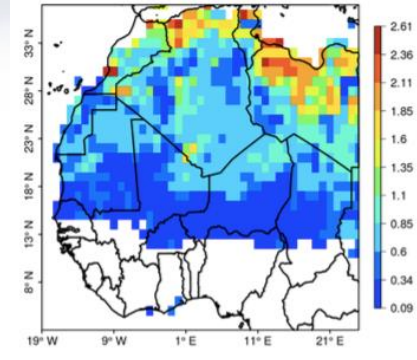 33° N
28° N
23° N
18° N
13° N
8° N
19° W
9° W
1° E
11° E
21° E
2.61
2.36
2.11
1.86
1.6
1.35
1.1
0.85
0.6
0.34
0.09